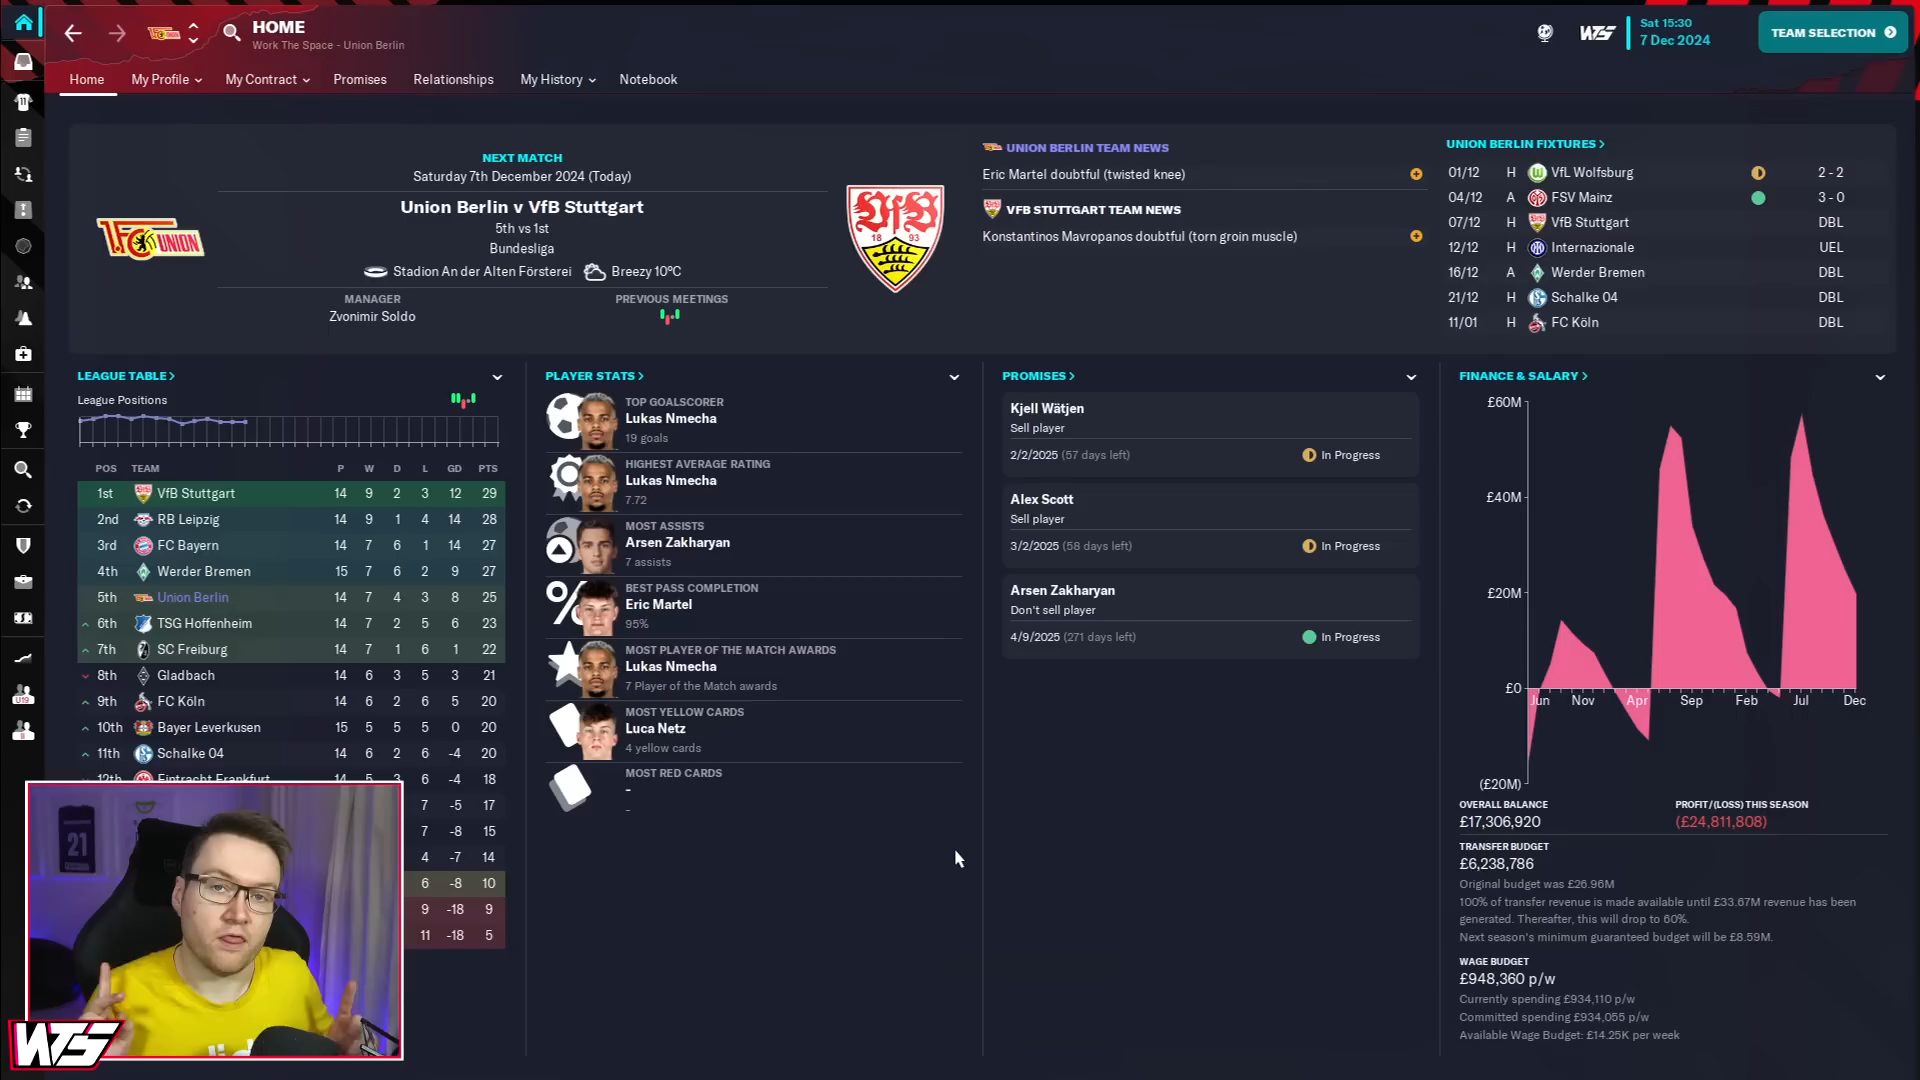 HOME
Work The Space - Union Berlin
WTS
Sat 15:30
7 Dec 2024
TEAM SELECTION
Home
My Profile
My Contract
Promises
Relationships
My History
Notebook
NEXT MATCH
Saturday 7th December 2024 (Today)
Union Berlin v VfB Stuttgart
5th vs 1st
Bundesliga
Stadion An der Alten Försterei
Breezy 10°C
MANAGER
Zvonimir Soldo
PREVIOUS MEETINGS
1.FC UNION
VfB
18 93
UNION BERLIN TEAM NEWS
Eric Martel doubtful (twisted knee)
VFB STUTTGART TEAM NEWS
Konstantinos Mavropanos doubtful (torn groin muscle)
UNION BERLIN FIXTURES
01/12 H VfL Wolfsburg 2 - 2
04/12 A FSV Mainz 3 - 0
07/12 H VfB Stuttgart DBL
12/12 H Internazionale UEL
16/12 A Werder Bremen DBL
21/12 H Schalke 04 DBL
11/01 H FC Köln DBL
LEAGUE TABLE
League Positions
POS TEAM P W D L GD PTS
1st VfB Stuttgart 14 9 2 3 12 29
2nd RB Leipzig 14 9 1 4 14 28
3rd FC Bayern 14 7 6 1 14 27
4th Werder Bremen 15 7 6 2 9 27
5th Union Berlin 14 7 4 3 8 25
6th TSG Hoffenheim 14 7 2 5 6 23
7th SC Freiburg 14 7 1 6 1 22
8th Gladbach 14 6 3 5 3 21
9th FC Köln 14 6 2 6 5 20
10th Bayer Leverkusen 15 5 5 5 0 20
11th Schalke 04 14 6 2 6 -4 20
12th Eintracht Frankfurt 14 5 3 6 -4 18
7 -5 17
7 -8 15
4 -7 14
6 -8 10
9 -18 9
11 -18 5
21
WTS
PLAYER STATS
TOP GOALSCORER
Lukas Nmecha
19 goals
HIGHEST AVERAGE RATING
Lukas Nmecha
7.72
MOST ASSISTS
Arsen Zakharyan
7 assists
BEST PASS COMPLETION
Eric Martel
95%
MOST PLAYER OF THE MATCH AWARDS
Lukas Nmecha
7 Player of the Match awards
MOST YELLOW CARDS
Luca Netz
4 yellow cards
MOST RED CARDS
-
-
PROMISES
Kjell Wätjen
Sell player
2/2/2025 (57 days left) In Progress
Alex Scott
Sell player
3/2/2025 (58 days left) In Progress
Arsen Zakharyan
Don't sell player
4/9/2025 (271 days left) In Progress
FINANCE & SALARY
£60M
£40M
£20M
£0
(£20M)
Jun Nov Apr Sep Feb Jul Dec
OVERALL BALANCE
£17,306,920
PROFIT/(LOSS) THIS SEASON
(£24,811,808)
TRANSFER BUDGET
£6,238,786
Original budget was £26.96M
100% of transfer revenue is made available until £33.67M revenue has been
generated. Thereafter, this will drop to 60%.
Next season's minimum guaranteed budget will be £8.59M.
WAGE BUDGET
£948,360 p/w
Currently spending £934,110 p/w
Committed spending £934,055 p/w
Available Wage Budget: £14.25K per week